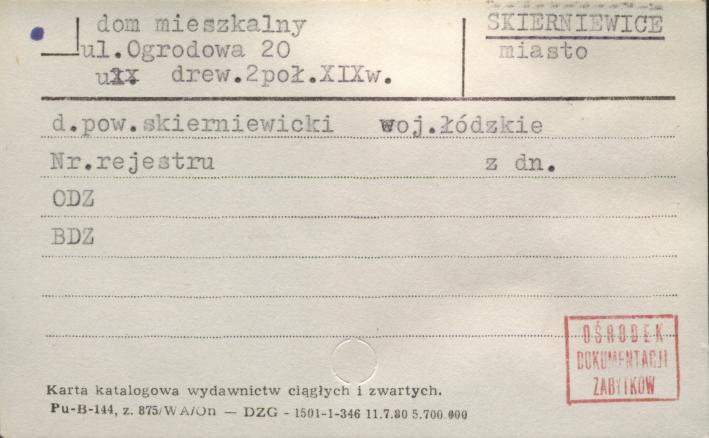 dom mieszkalny
ul.Ogrodowa 20
drew.2poł.XIXw.
SKIERNIEWICE
miasto
d.pow.skierniewicki woj.łódzkie
Nr.rejestru z dn.
ODZ
BDZ
OŚRODEK
DOKUMENTACJI
ZABYTKÓW
Karta katalogowa wydawnictw ciągłych i zwartych.
Pu-B-144, z. 875/WA/On — DZG - 1501-1-346 11.7.80 5.700.000